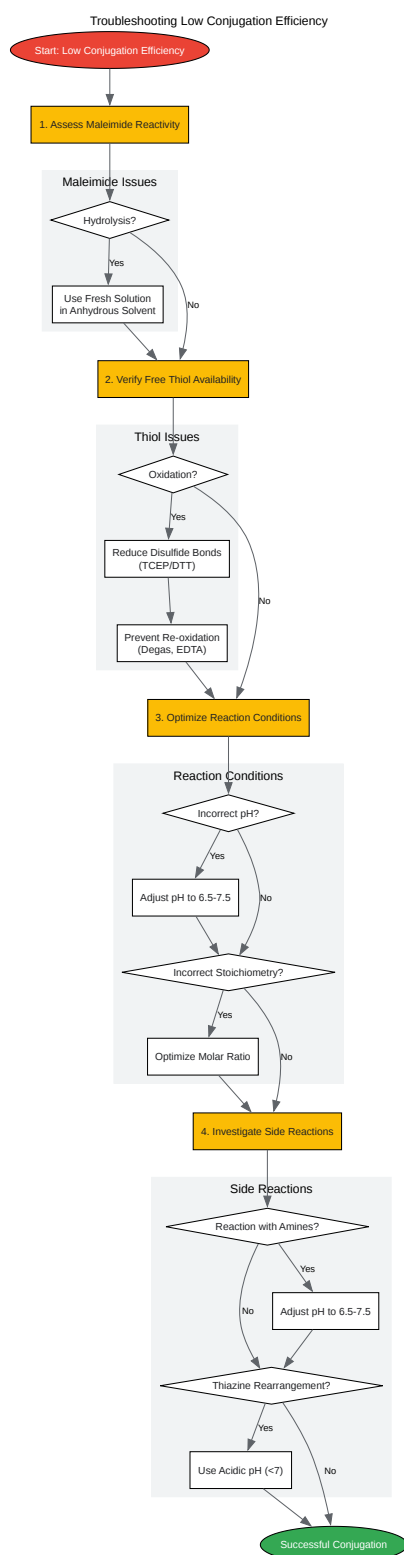 Troubleshooting Low Conjugation Efficiency
Start: Low Conjugation Efficiency
1. Assess Maleimide Reactivity
Maleimide Issues
Hydrolysis?
Yes
Use Fresh Solution
in Anhydrous Solvent
No
2. Verify Free Thiol Availability
Thiol Issues
Oxidation?
Yes
Reduce Disulfide Bonds
(TCEP/DTT)
No
Prevent Re-oxidation
(Degas, EDTA)
3. Optimize Reaction Conditions
Reaction Conditions
Incorrect pH?
Yes
Adjust pH to 6.5-7.5
No
Incorrect Stoichiometry?
Yes
Optimize Molar Ratio
No
4. Investigate Side Reactions
Side Reactions
Reaction with Amines?
Yes
No
Adjust pH to 6.5-7.5
Thiazine Rearrangement?
Yes
Use Acidic pH (<7)
No
Successful Conjugation